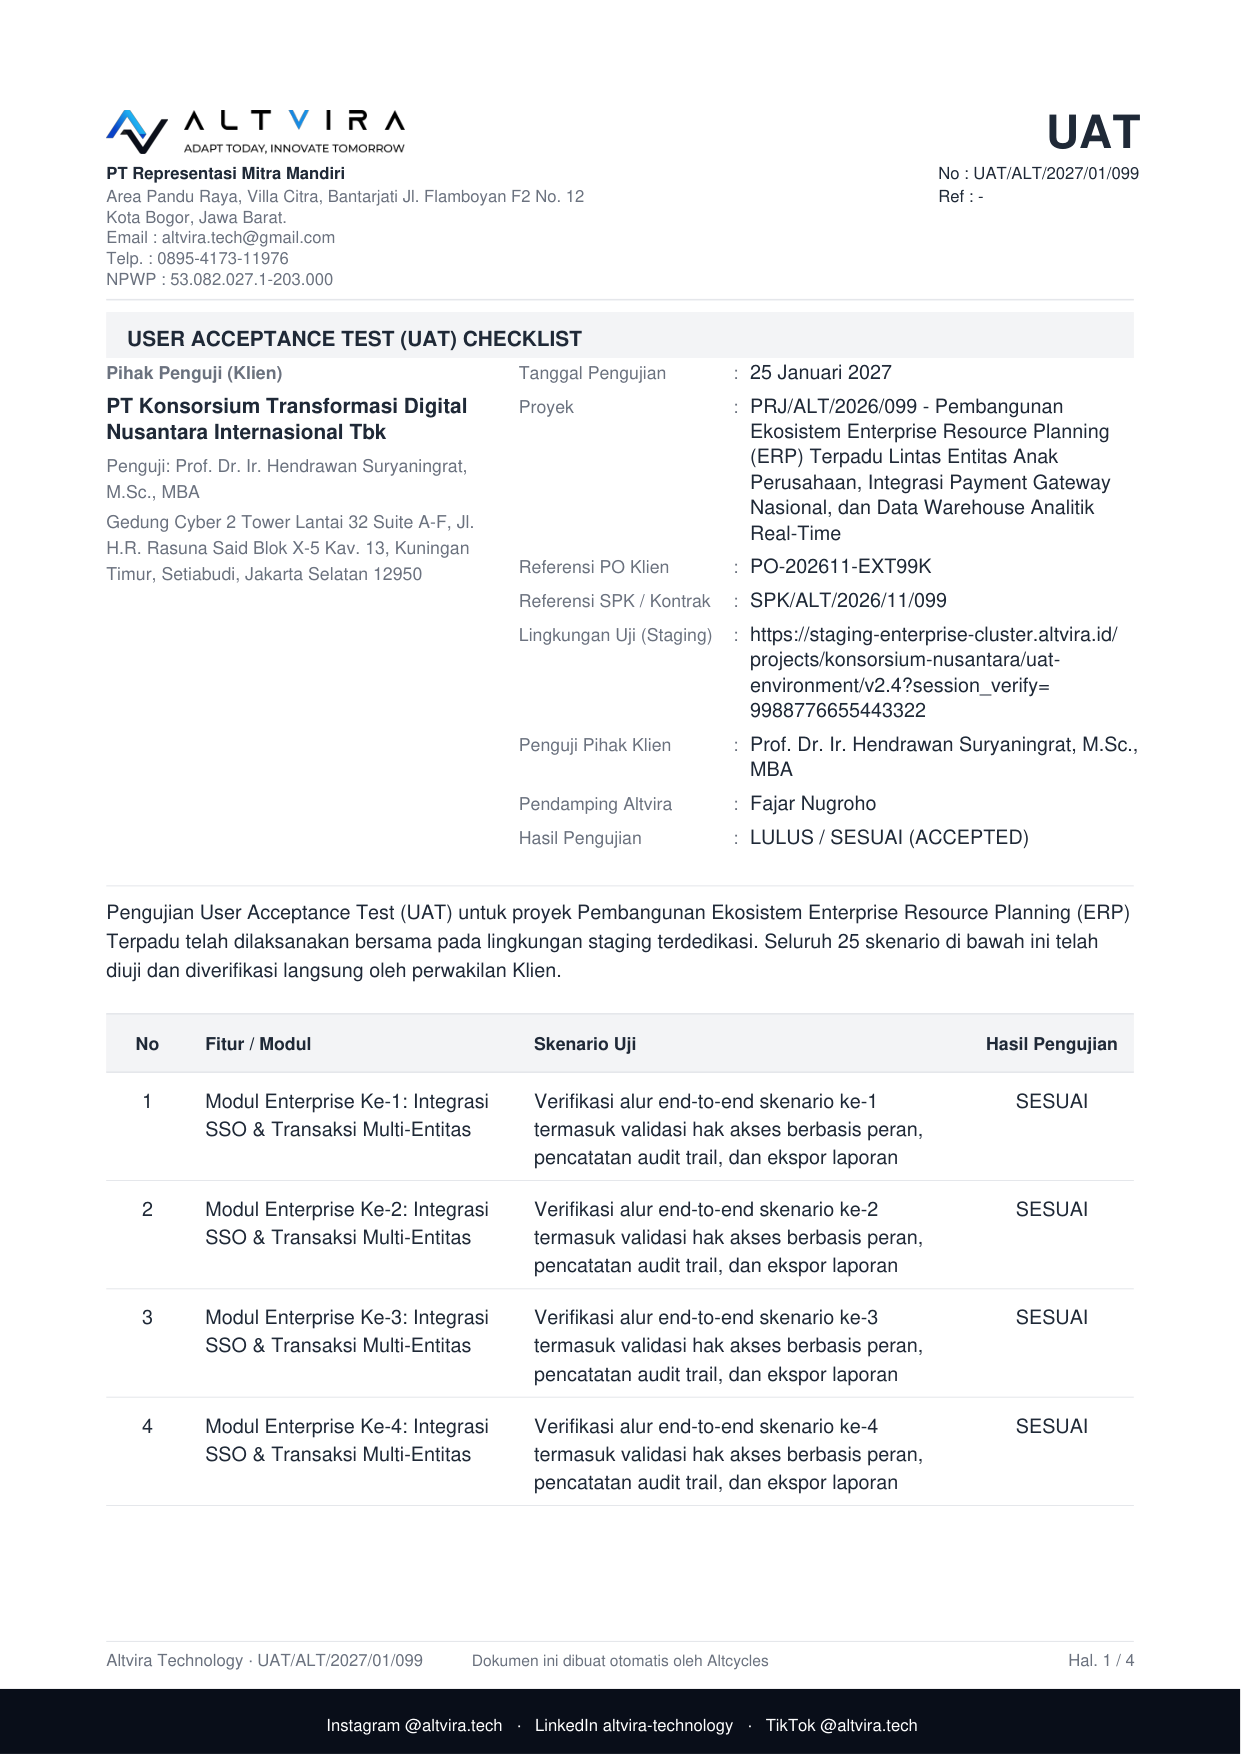 ALTVIRA
ADAPT TODAY, INNOVATE TOMORROW
UAT
PT Representasi Mitra Mandiri
No : UAT/ALT/2027/01/099
Area Pandu Raya, Villa Citra, Bantarjati Jl. Flamboyan F2 No. 12
Ref : -
Kota Bogor, Jawa Barat.
Email : altvira.tech@gmail.com
Telp. : 0895-4173-11976
NPWP : 53.082.027.1-203.000
USER ACCEPTANCE TEST (UAT) CHECKLIST
Pihak Penguji (Klien)
PT Konsorsium Transformasi Digital
Nusantara Internasional Tbk
Penguji: Prof. Dr. Ir. Hendrawan Suryaningrat,
M.Sc., MBA
Gedung Cyber 2 Tower Lantai 32 Suite A-F, Jl.
H.R. Rasuna Said Blok X-5 Kav. 13, Kuningan
Timur, Setiabudi, Jakarta Selatan 12950
Tanggal Pengujian : 25 Januari 2027
Proyek : PRJ/ALT/2026/099 - Pembangunan
Ekosistem Enterprise Resource Planning
(ERP) Terpadu Lintas Entitas Anak
Perusahaan, Integrasi Payment Gateway
Nasional, dan Data Warehouse Analitik
Real-Time
Referensi PO Klien : PO-202611-EXT99K
Referensi SPK / Kontrak : SPK/ALT/2026/11/099
Lingkungan Uji (Staging) : https://staging-enterprise-cluster.altvira.id/
projects/konsorsium-nusantara/uat-
environment/v2.4?session_verify=
9988776655443322
Penguji Pihak Klien : Prof. Dr. Ir. Hendrawan Suryaningrat, M.Sc.,
MBA
Pendamping Altvira : Fajar Nugroho
Hasil Pengujian : LULUS / SESUAI (ACCEPTED)
Pengujian User Acceptance Test (UAT) untuk proyek Pembangunan Ekosistem Enterprise Resource Planning (ERP)
Terpadu telah dilaksanakan bersama pada lingkungan staging terdedikasi. Seluruh 25 skenario di bawah ini telah
diuji dan diverifikasi langsung oleh perwakilan Klien.
No Fitur / Modul Skenario Uji Hasil Pengujian
1 Modul Enterprise Ke-1: Integrasi Verifikasi alur end-to-end skenario ke-1 SESUAI
SSO & Transaksi Multi-Entitas termasuk validasi hak akses berbasis peran,
pencatatan audit trail, dan ekspor laporan
2 Modul Enterprise Ke-2: Integrasi Verifikasi alur end-to-end skenario ke-2 SESUAI
SSO & Transaksi Multi-Entitas termasuk validasi hak akses berbasis peran,
pencatatan audit trail, dan ekspor laporan
3 Modul Enterprise Ke-3: Integrasi Verifikasi alur end-to-end skenario ke-3 SESUAI
SSO & Transaksi Multi-Entitas termasuk validasi hak akses berbasis peran,
pencatatan audit trail, dan ekspor laporan
4 Modul Enterprise Ke-4: Integrasi Verifikasi alur end-to-end skenario ke-4 SESUAI
SSO & Transaksi Multi-Entitas termasuk validasi hak akses berbasis peran,
pencatatan audit trail, dan ekspor laporan
Altvira Technology · UAT/ALT/2027/01/099 Dokumen ini dibuat otomatis oleh Altcycles Hal. 1 / 4
Instagram @altvira.tech · LinkedIn altvira-technology · TikTok @altvira.tech